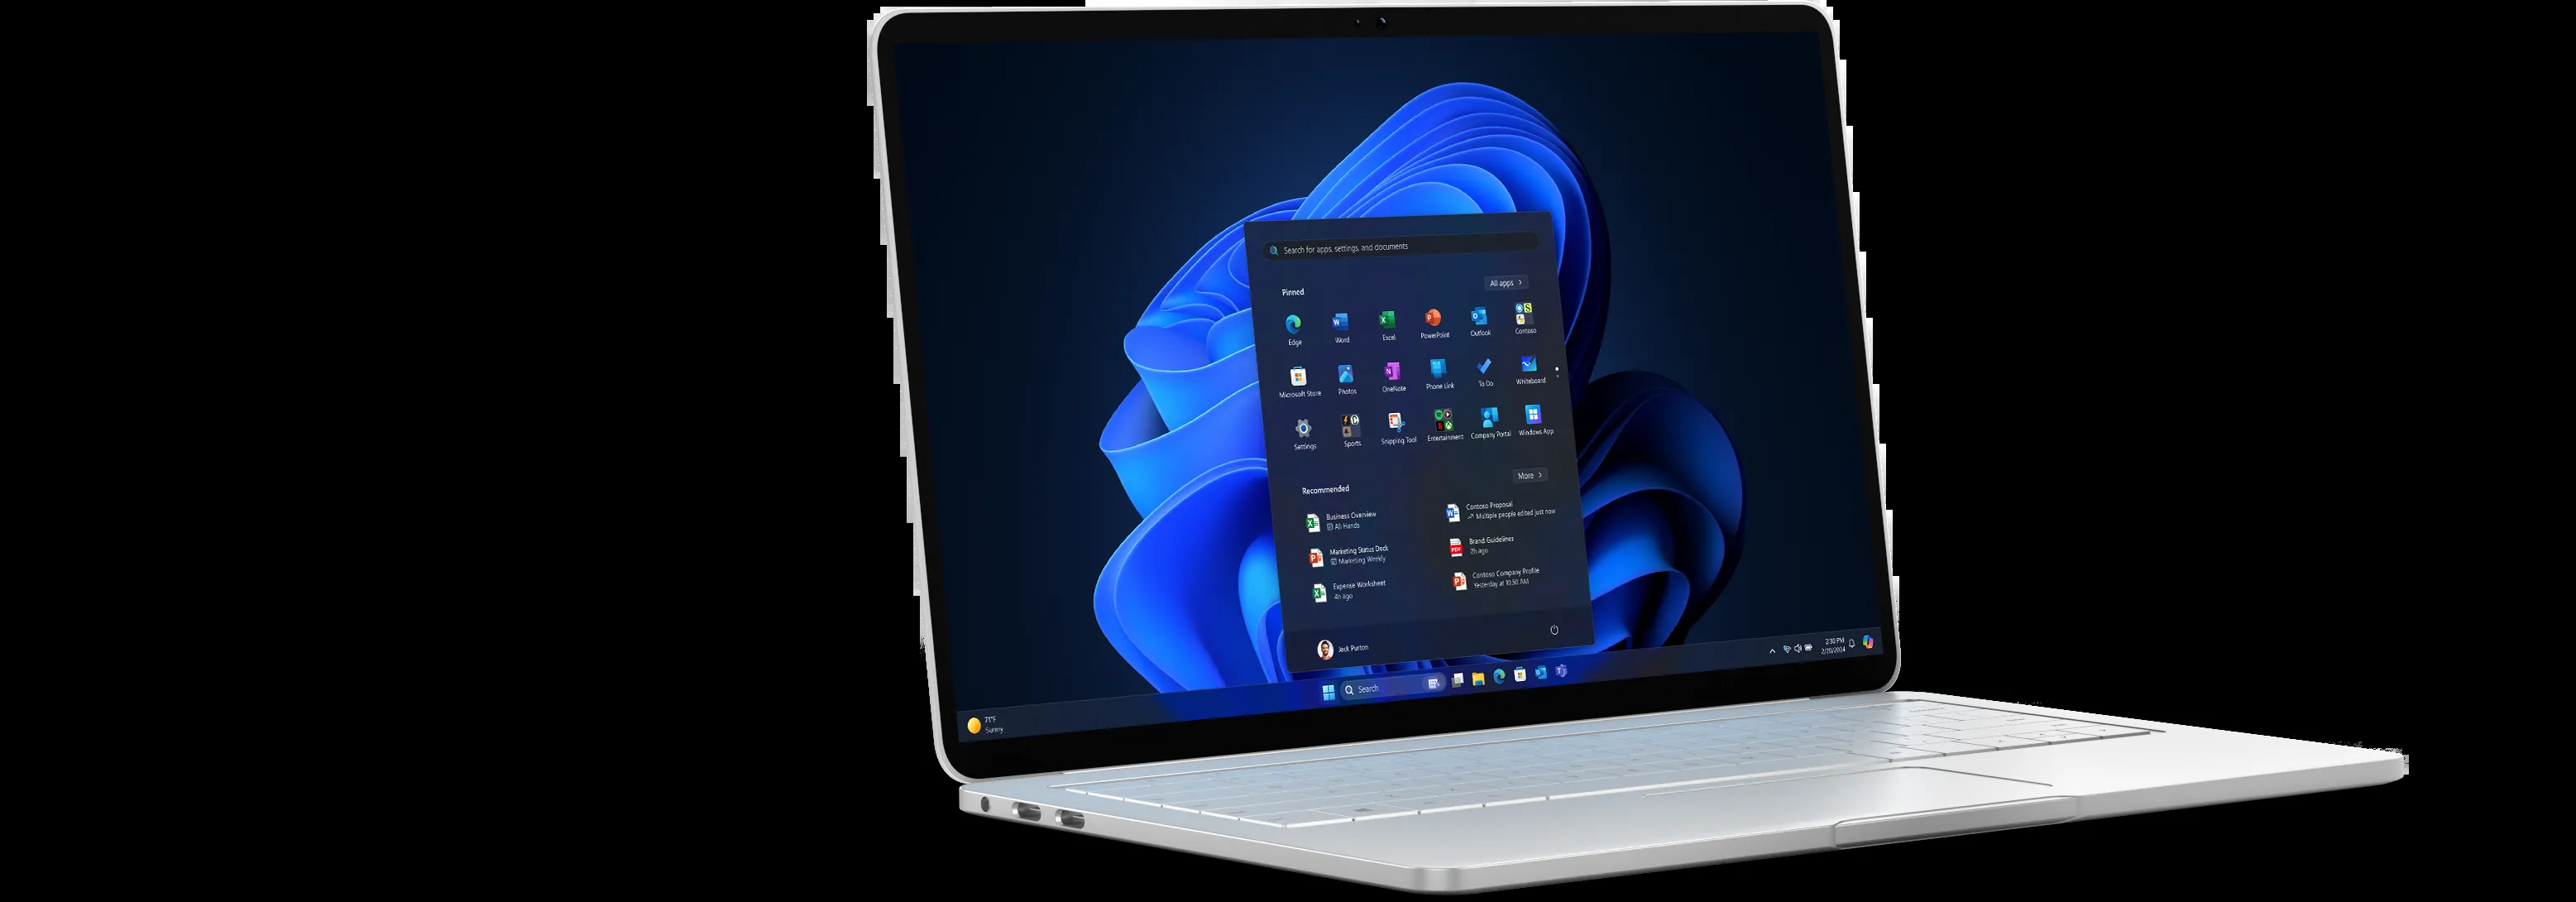 Search for apps, settings, and documents
Pinned
All apps >
Edge
Word
Excel
PowerPoint
Outlook
Contoso
Microsoft Store
Photos
OneNote
Phone Link
To Do
Whiteboard
Settings
Sports
Snipping Tool
Entertainment
Company Portal
Windows App
Recommended
More >
Business Overview
All Hands
Contoso Proposal
Multiple people edited just now
Marketing Status Deck
Marketing Weekly
Brand Guidelines
2h ago
Expense Worksheet
4h ago
Contoso Company Profile
Yesterday at 10:50 AM
Jack Purton
71°F
Sunny
Search
2:30 PM
2/20/2024